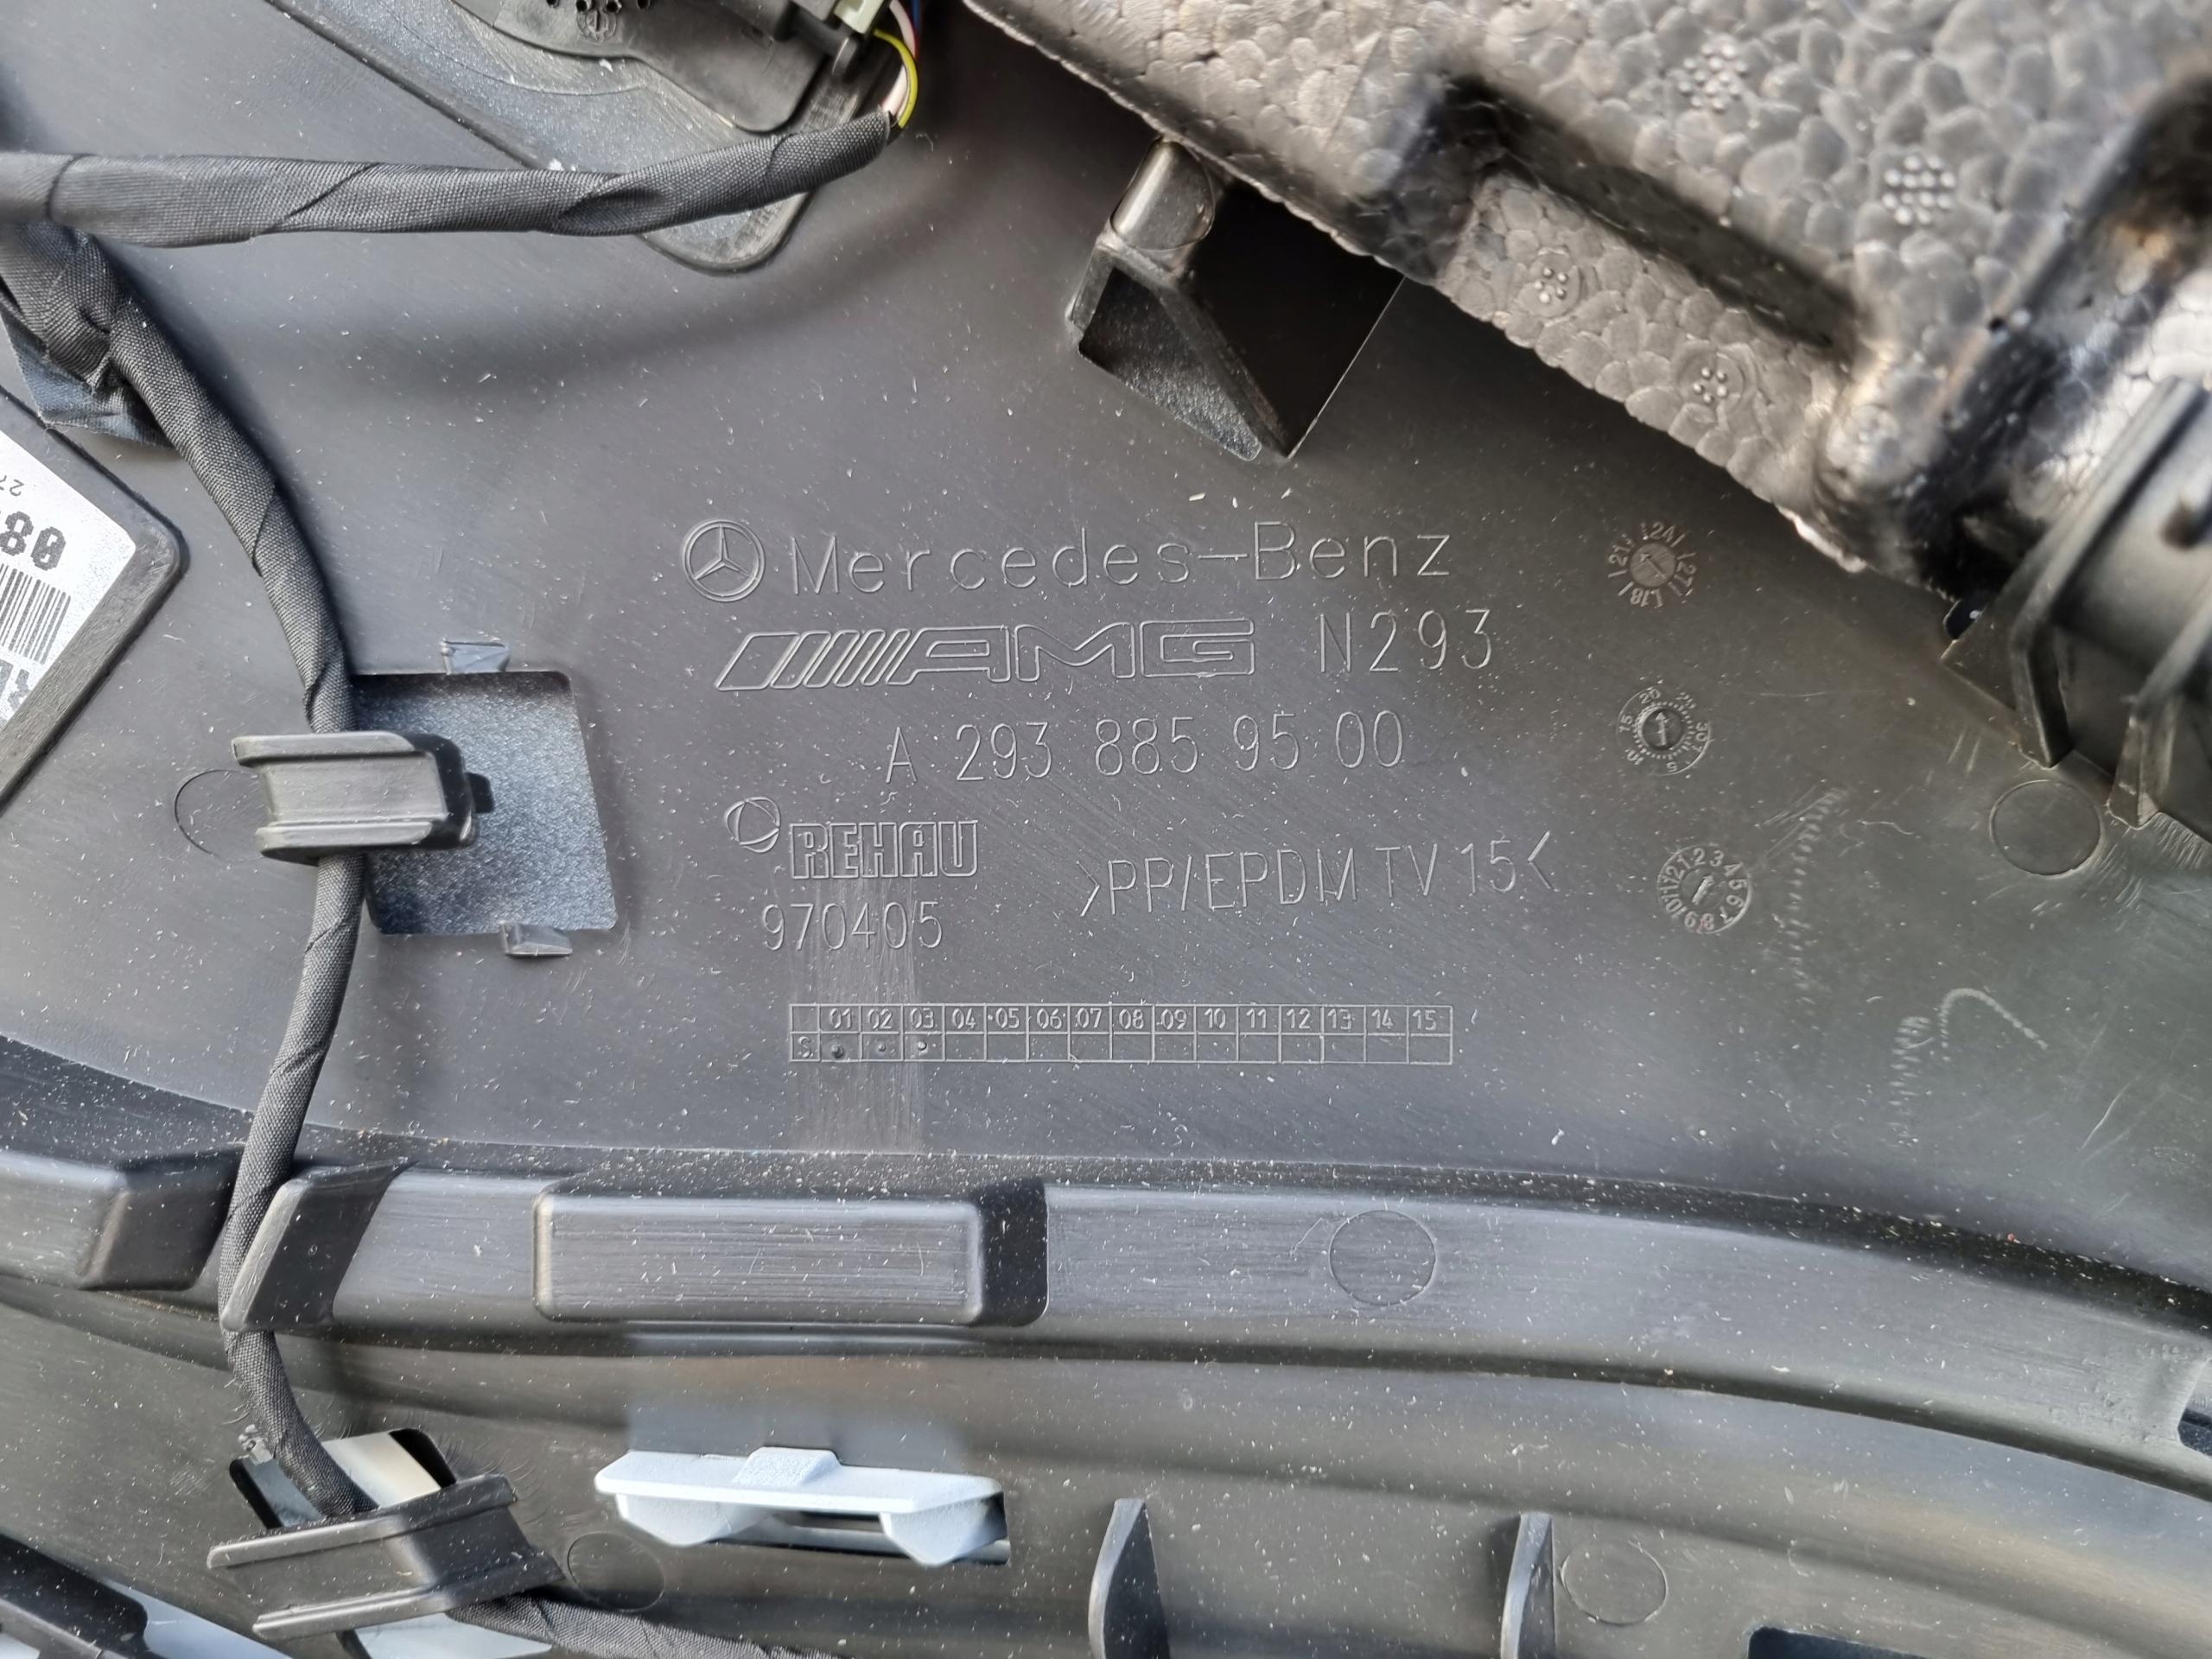 Mercedes-Benz
AMG N293
A 293 885 95 00
REHAU
>PP/EPDM TV 15<
970405
01 02 03 04 05 06 07 08 09 10 11 12 13 14 15
S